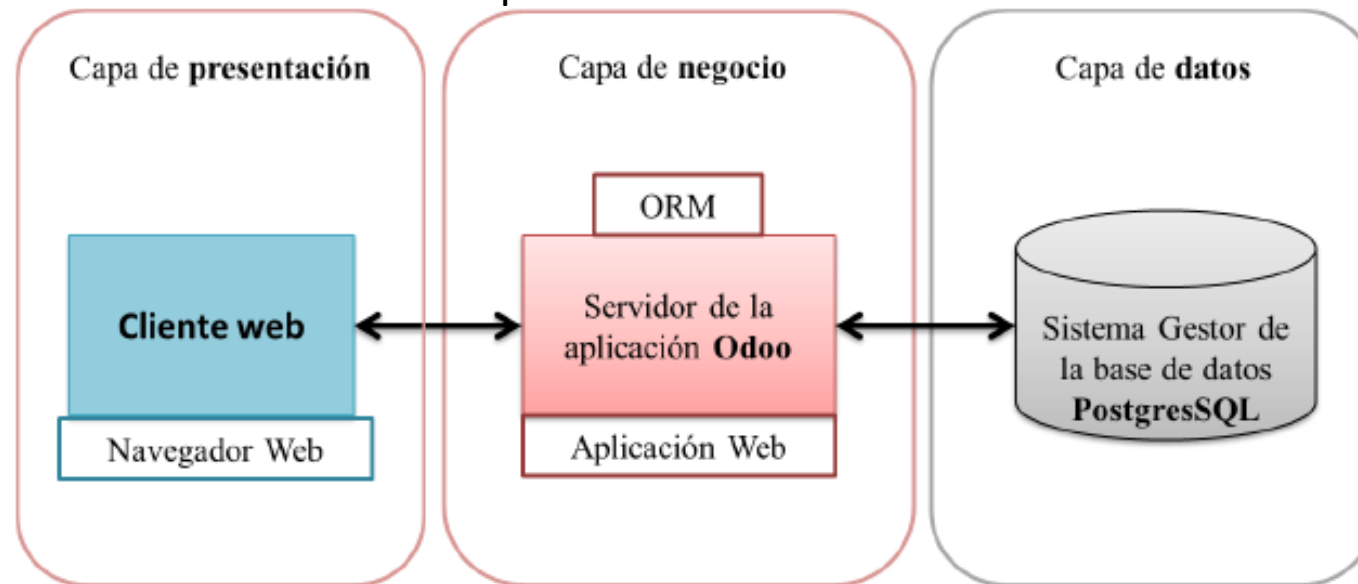 Capa de presentación
Capa de negocio
Capa de datos
ORM
Cliente web
Servidor de la
aplicación Odoo
Sistema Gestor de
la base de datos
PostgresSQL
Navegador Web
Aplicación Web